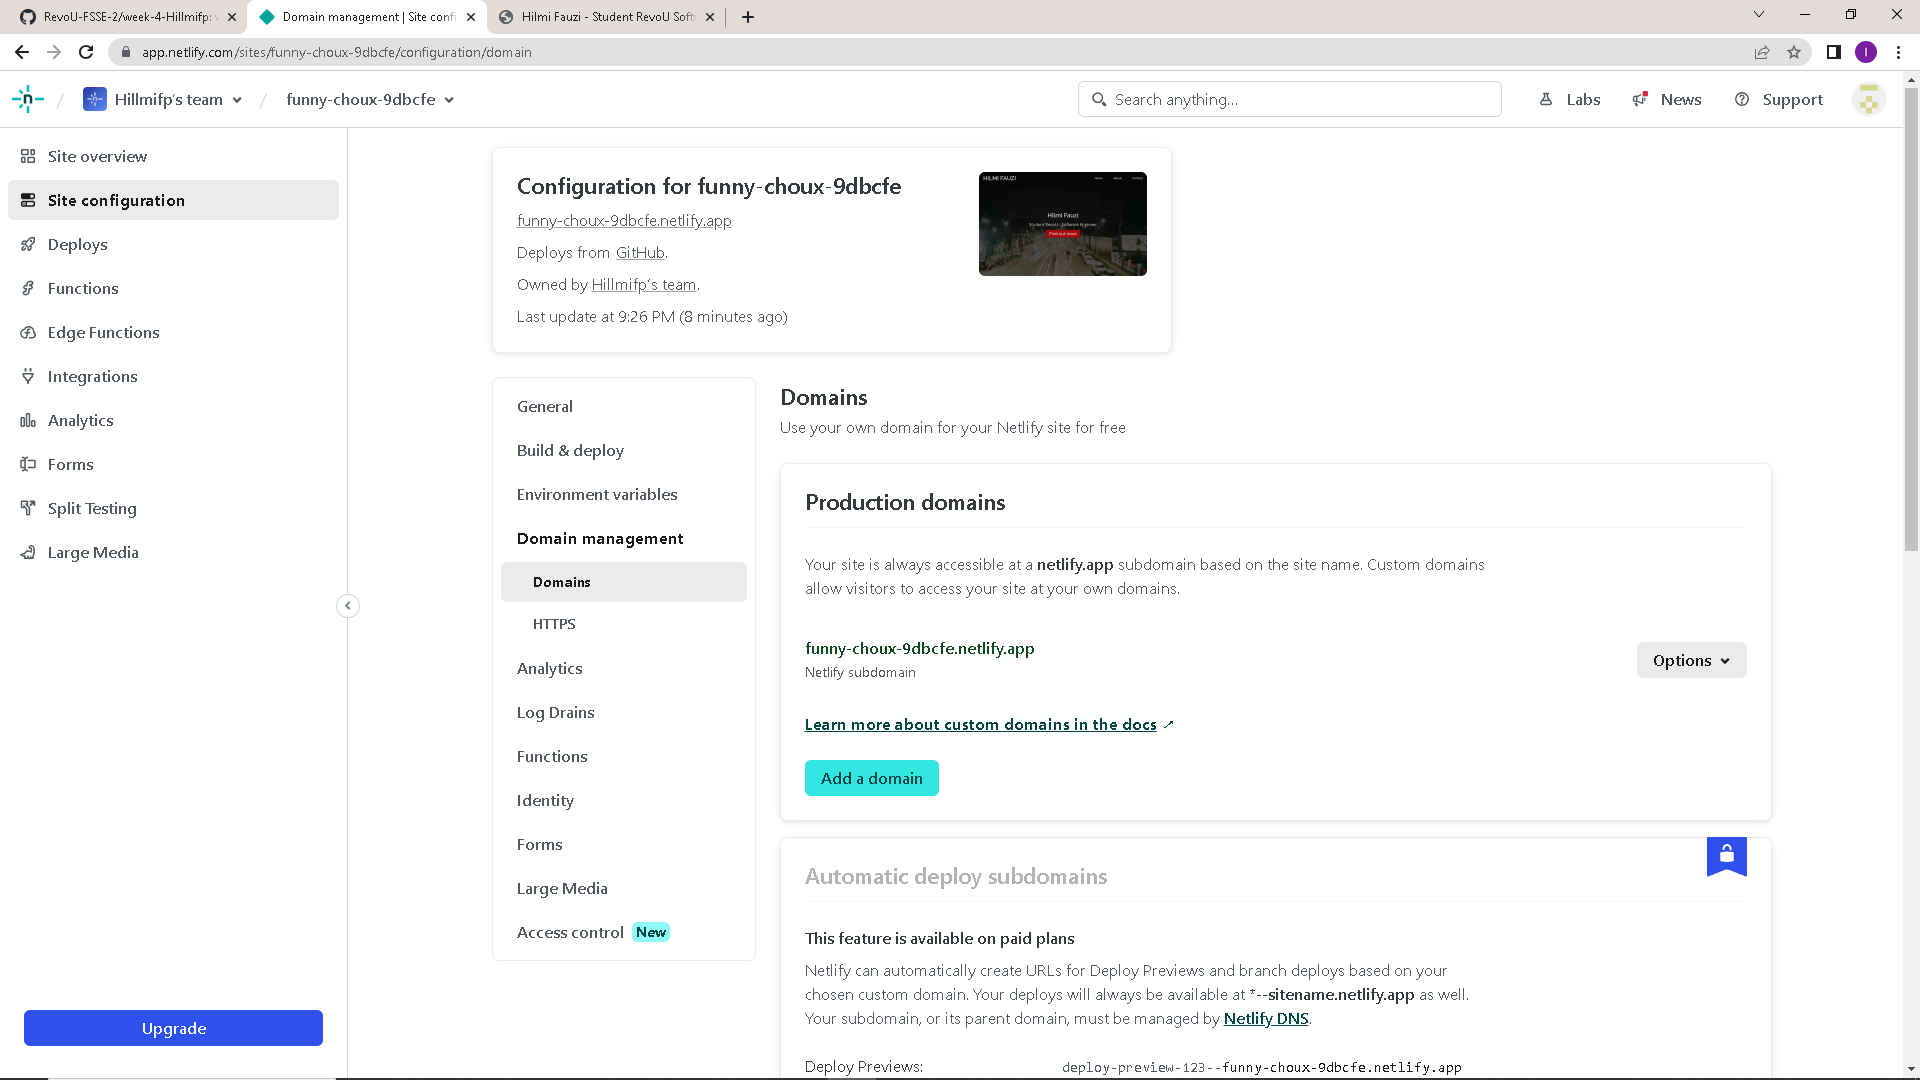 RevoU-FSSE-2/week-4-Hillmifp:
Domain management | Site confi
Hilmi Fauzi - Student RevoU Soft
app.netlify.com/sites/funny-choux-9dbcfe/configuration/domain
I
n
/
Hillmifp's team
/
funny-choux-9dbcfe
Search anything...
Labs
News
Support
Site overview
Site configuration
Deploys
Functions
Edge Functions
Integrations
Analytics
Forms
Split Testing
Large Media
Upgrade
Configuration for funny-choux-9dbcfe
funny-choux-9dbcfe.netlify.app
Deploys from GitHub.
Owned by Hillmifp's team.
Last update at 9:26 PM (8 minutes ago)
HILMI FAUZI
Home About Contact
Hilmi Fauzi
Student RevoU - Software Engineer
Find out more
General
Build & deploy
Environment variables
Domain management
Domains
HTTPS
Analytics
Log Drains
Functions
Identity
Forms
Large Media
Access control New
Domains
Use your own domain for your Netlify site for free
Production domains
Your site is always accessible at a netlify.app subdomain based on the site name. Custom domains
allow visitors to access your site at your own domains.
funny-choux-9dbcfe.netlify.app
Netlify subdomain
Options
Learn more about custom domains in the docs
Add a domain
Automatic deploy subdomains
This feature is available on paid plans
Netlify can automatically create URLs for Deploy Previews and branch deploys based on your
chosen custom domain. Your deploys will always be available at *--sitename.netlify.app as well.
Your subdomain, or its parent domain, must be managed by Netlify DNS.
Deploy Previews:
deploy-preview-123--funny-choux-9dbcfe.netlify.app